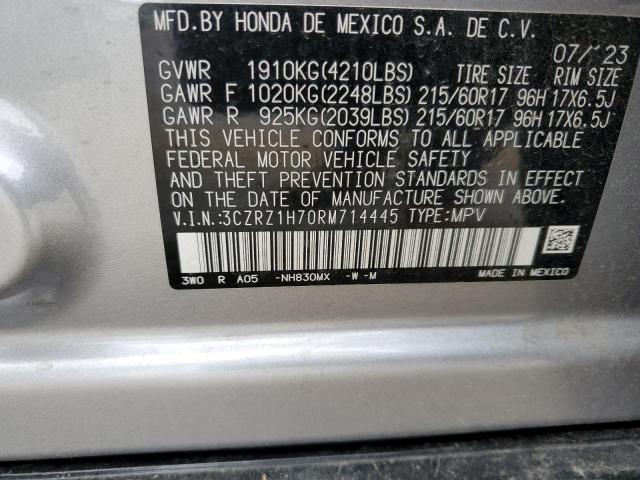 MFD.BY HONDA DE MEXICO S.A. DE C.V.
07/'23
GVWR 1910KG(4210LBS) TIRE SIZE RIM SIZE
GAWR F 1020KG(2248LBS) 215/60R17 96H 17X6.5J
GAWR R 925KG(2039LBS) 215/60R17 96H 17X6.5J
THIS VEHICLE CONFORMS TO ALL APPLICABLE
FEDERAL MOTOR VEHICLE SAFETY
AND THEFT PREVENTION STANDARDS IN EFFECT
ON THE DATE OF MANUFACTURE SHOWN ABOVE.
V.I.N.:3CZRZ1H70RM714445 TYPE:MPV
3W0 R A05 -NH830MX -W-M MADE IN MEXICO